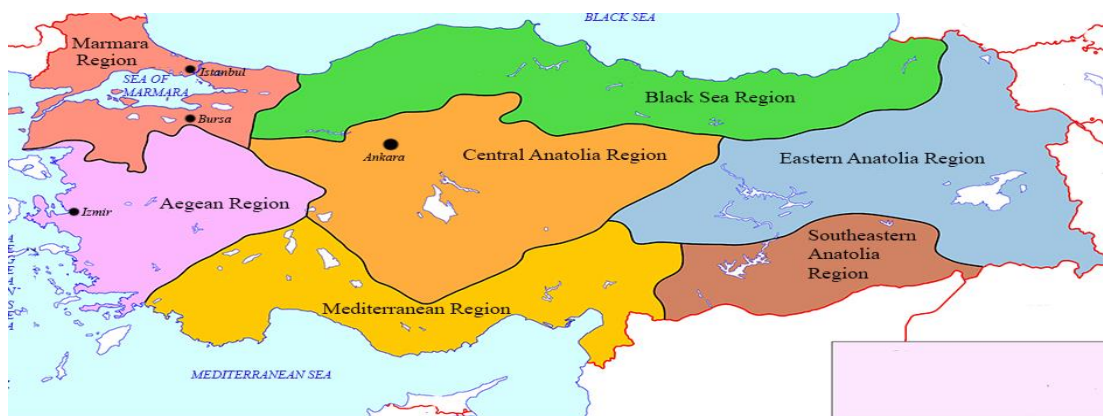 BLACK SEA
Marmara
Region
Istanbul
SEA OF
MARMARA
Bursa
Black Sea Region
Ankara
Central Anatolia Region
Eastern Anatolia Region
Aegean Region
Izmir
Southeastern
Anatolia
Region
Mediterranean Region
MEDITERRANEAN SEA